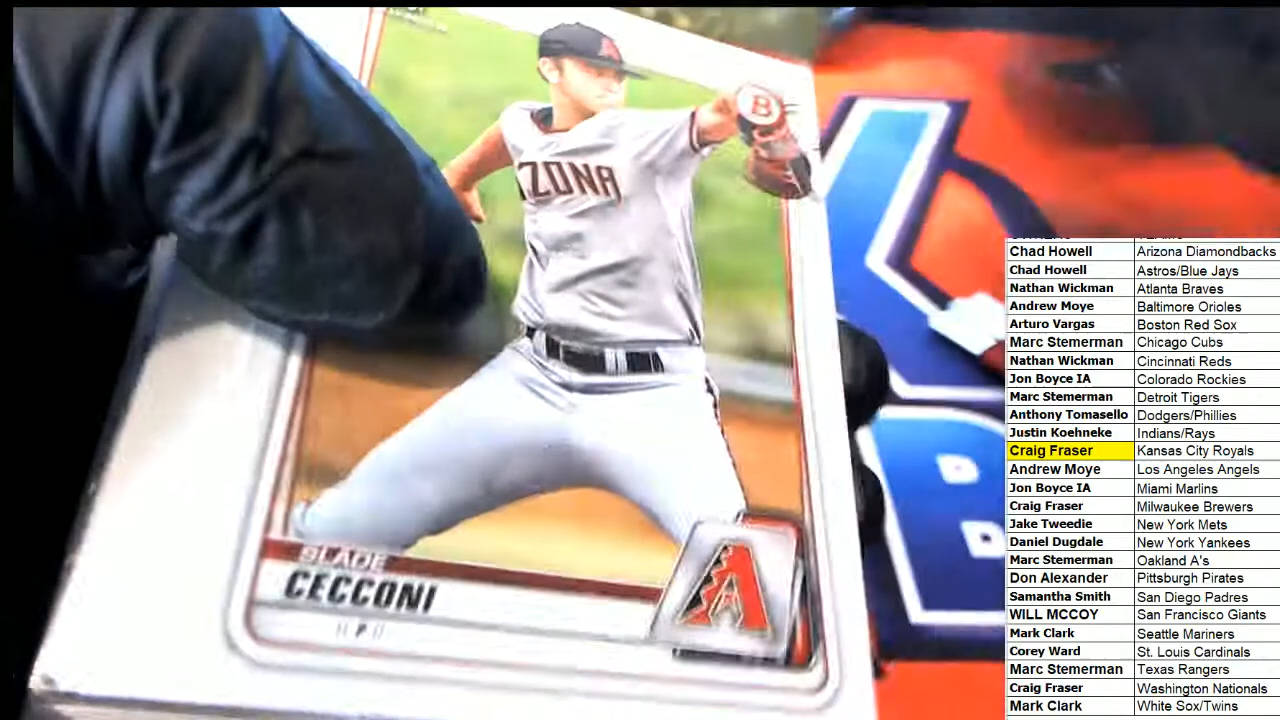 B
ZONA
SLADE
CECCONI
A
Chad Howell Arizona Diamondbacks
Chad Howell Astros/Blue Jays
Nathan Wickman Atlanta Braves
Andrew Moye Baltimore Orioles
Arturo Vargas Boston Red Sox
Marc Stemerman Chicago Cubs
Nathan Wickman Cincinnati Reds
Jon Boyce IA Colorado Rockies
Marc Stemerman Detroit Tigers
Anthony Tomasello Dodgers/Phillies
Justin Koehneke Indians/Rays
Craig Fraser Kansas City Royals
Andrew Moye Los Angeles Angels
Jon Boyce IA Miami Marlins
Craig Fraser Milwaukee Brewers
Jake Tweedie New York Mets
Daniel Dugdale New York Yankees
Marc Stemerman Oakland A's
Don Alexander Pittsburgh Pirates
Samantha Smith San Diego Padres
WILL MCCOY San Francisco Giants
Mark Clark Seattle Mariners
Corey Ward St. Louis Cardinals
Marc Stemerman Texas Rangers
Craig Fraser Washington Nationals
Mark Clark White Sox/Twins